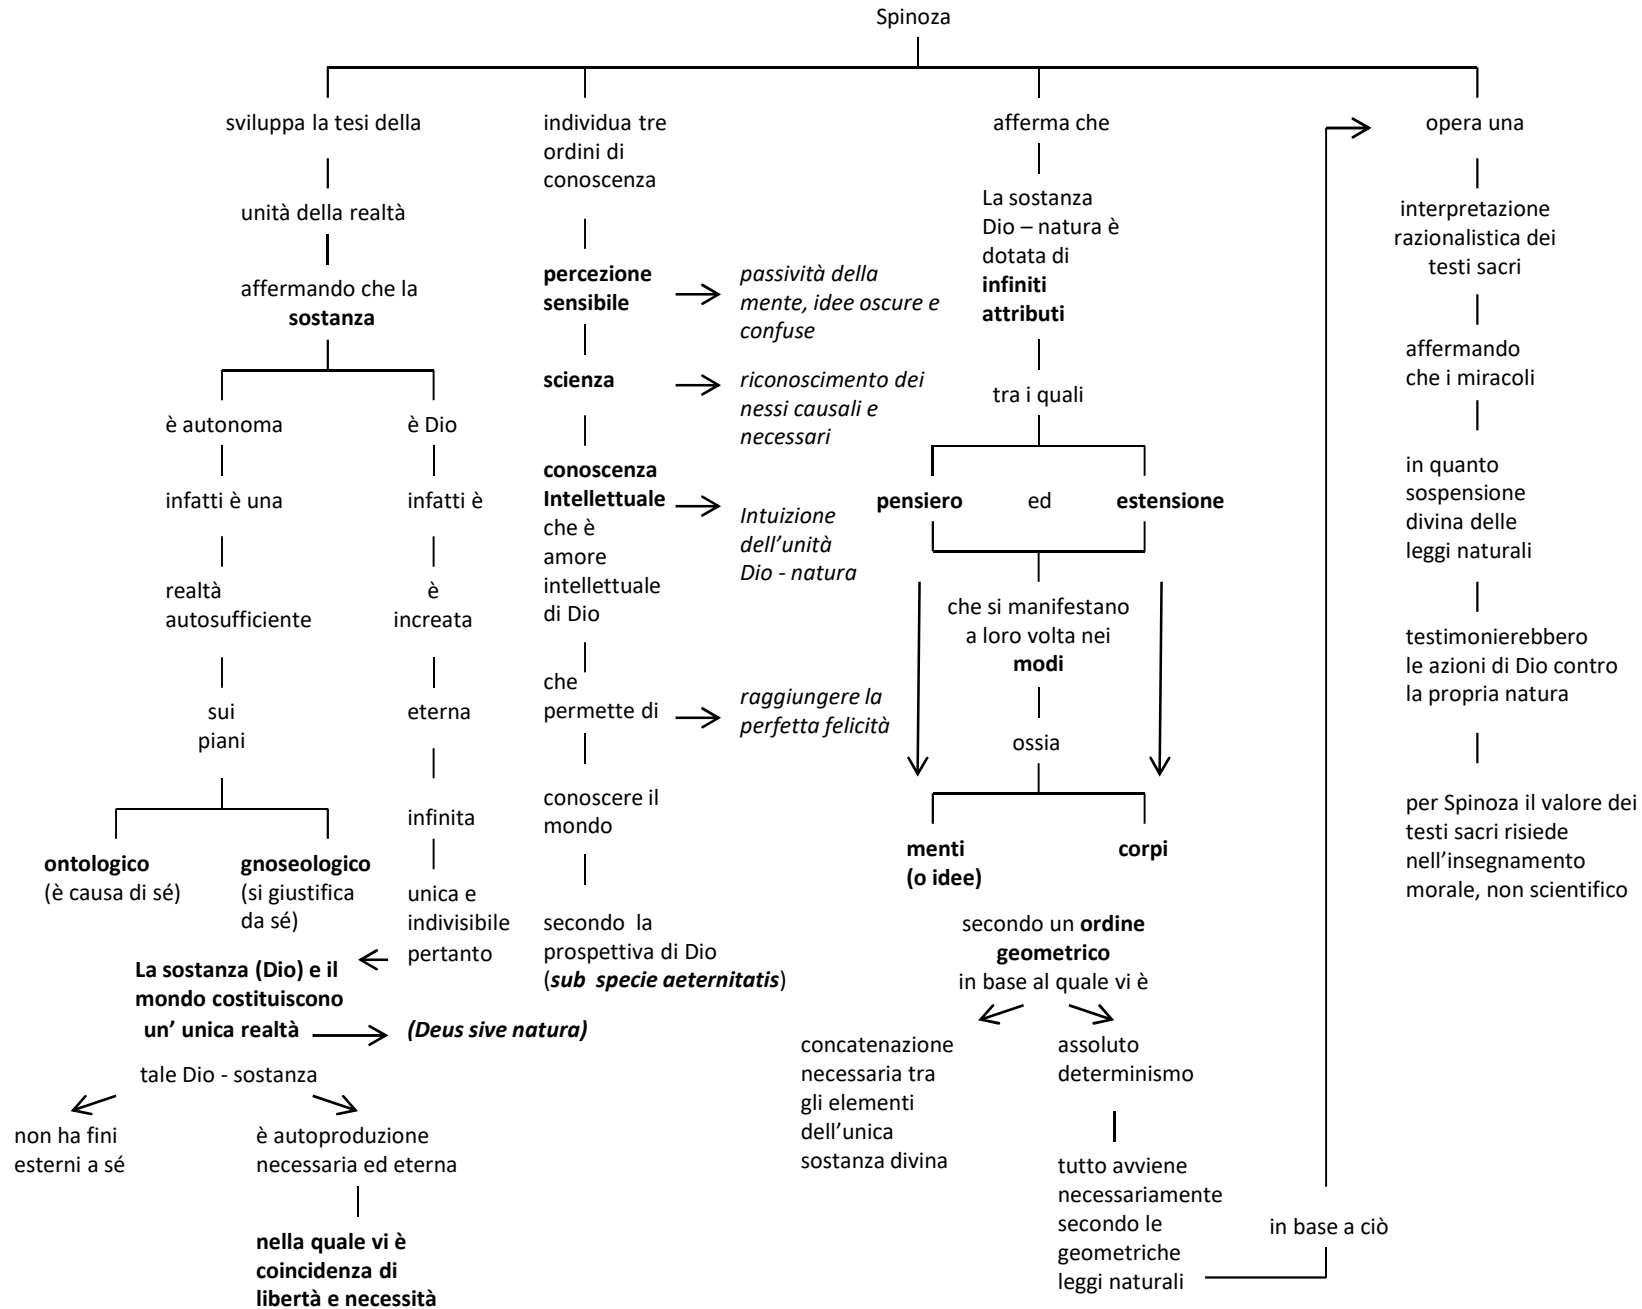 Spinoza
sviluppa la tesi della
unità della realtà
affermando che la
sostanza
è autonoma
infatti è una
realtà
autosufficiente
sui
piani
ontologico
(è causa di sé)
gnoseologico
(si giustifica
da sé)
è Dio
infatti è
è
increata
eterna
infinita
unica e
indivisibile
pertanto
La sostanza (Dio) e il
mondo costituiscono
un’ unica realtà
(Deus sive natura)
tale Dio - sostanza
non ha fini
esterni a sé
è autoproduzione
necessaria ed eterna
nella quale vi è
coincidenza di
libertà e necessità
individua tre
ordini di
conoscenza
percezione
sensibile
passività della
mente, idee oscure e
confuse
scienza
riconoscimento dei
nessi causali e
necessari
conoscenza
Intellettuale
che è
amore
intellettuale
di Dio
Intuizione
dell’unità
Dio - natura
che
permette di
raggiungere la
perfetta felicità
conoscere il
mondo
secondo la
prospettiva di Dio
(sub specie aeternitatis)
afferma che
La sostanza
Dio – natura è
dotata di
infiniti
attributi
tra i quali
pensiero
ed
estensione
che si manifestano
a loro volta nei
modi
ossia
menti
(o idee)
corpi
secondo un ordine
geometrico
in base al quale vi è
concatenazione
necessaria tra
gli elementi
dell’unica
sostanza divina
assoluto
determinismo
tutto avviene
necessariamente
secondo le
geometriche
leggi naturali
in base a ciò
opera una
interpretazione
razionalistica dei
testi sacri
affermando
che i miracoli
in quanto
sospensione
divina delle
leggi naturali
testimonierebbero
le azioni di Dio contro
la propria natura
per Spinoza il valore dei
testi sacri risiede
nell’insegnamento
morale, non scientifico